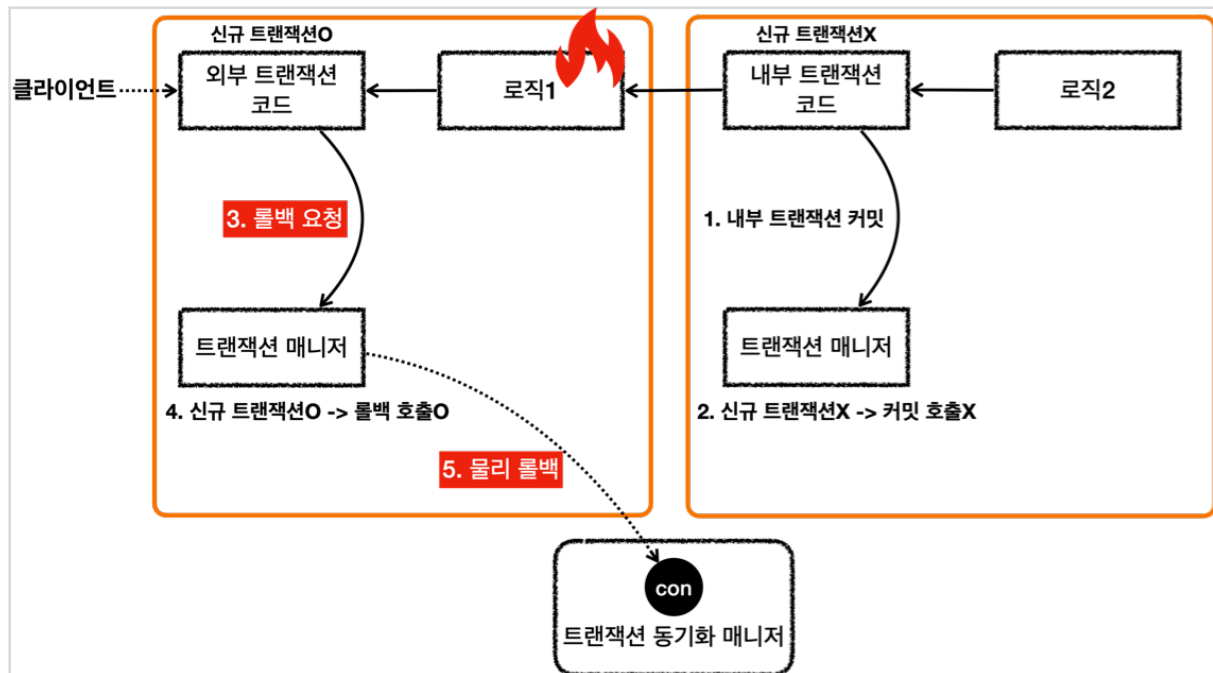 신규 트랜잭션O
신규 트랜잭션X
클라이언트
외부 트랜잭션
코드
로직1
내부 트랜잭션
코드
로직2
3. 롤백 요청
1. 내부 트랜잭션 커밋
트랜잭션 매니저
트랜잭션 매니저
4. 신규 트랜잭션O -> 롤백 호출O
2. 신규 트랜잭션X -> 커밋 호출X
5. 물리 롤백
con
트랜잭션 동기화 매니저